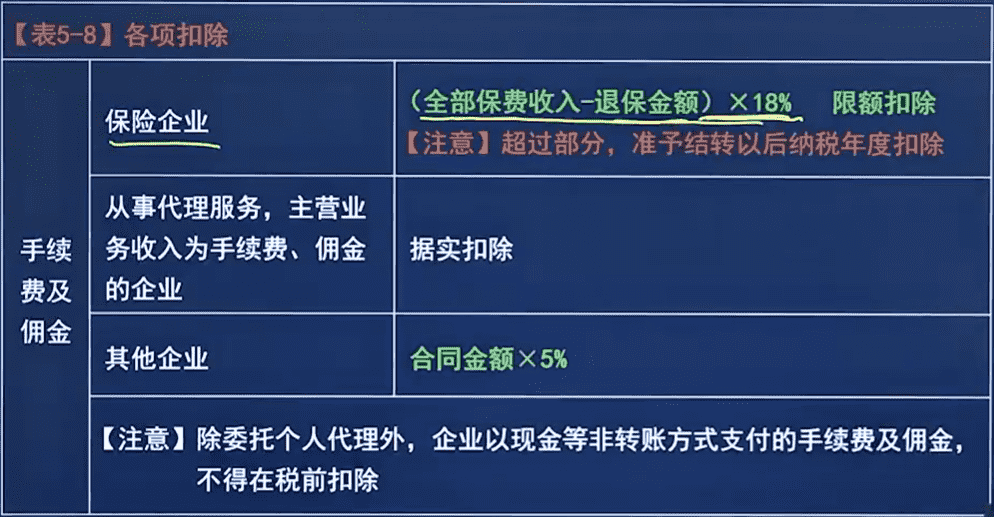 【表5-8】各项扣除
手续
费及
佣金
保险企业
(全部保费收入-退保金额)×18% 限额扣除
【注意】超过部分，准予结转以后纳税年度扣除
从事代理服务，主营业
务收入为手续费、佣金
的企业
据实扣除
其他企业
合同金额×5%
【注意】除委托个人代理外，企业以现金等非转账方式支付的手续费及佣金，
不得在税前扣除